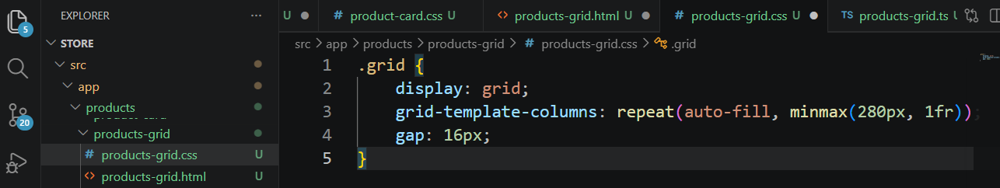 EXPLORER ...
U product-card.css U products-grid.html U products-grid.css U TS products-grid.ts U
5
STORE
src
app
products
products-grid
products-grid.css U
products-grid.html U
20
src > app > products > products-grid > # products-grid.css > .grid
1 .grid {
2 display: grid;
3 grid-template-columns: repeat(auto-fill, minmax(280px, 1fr));
4 gap: 16px;
5 }